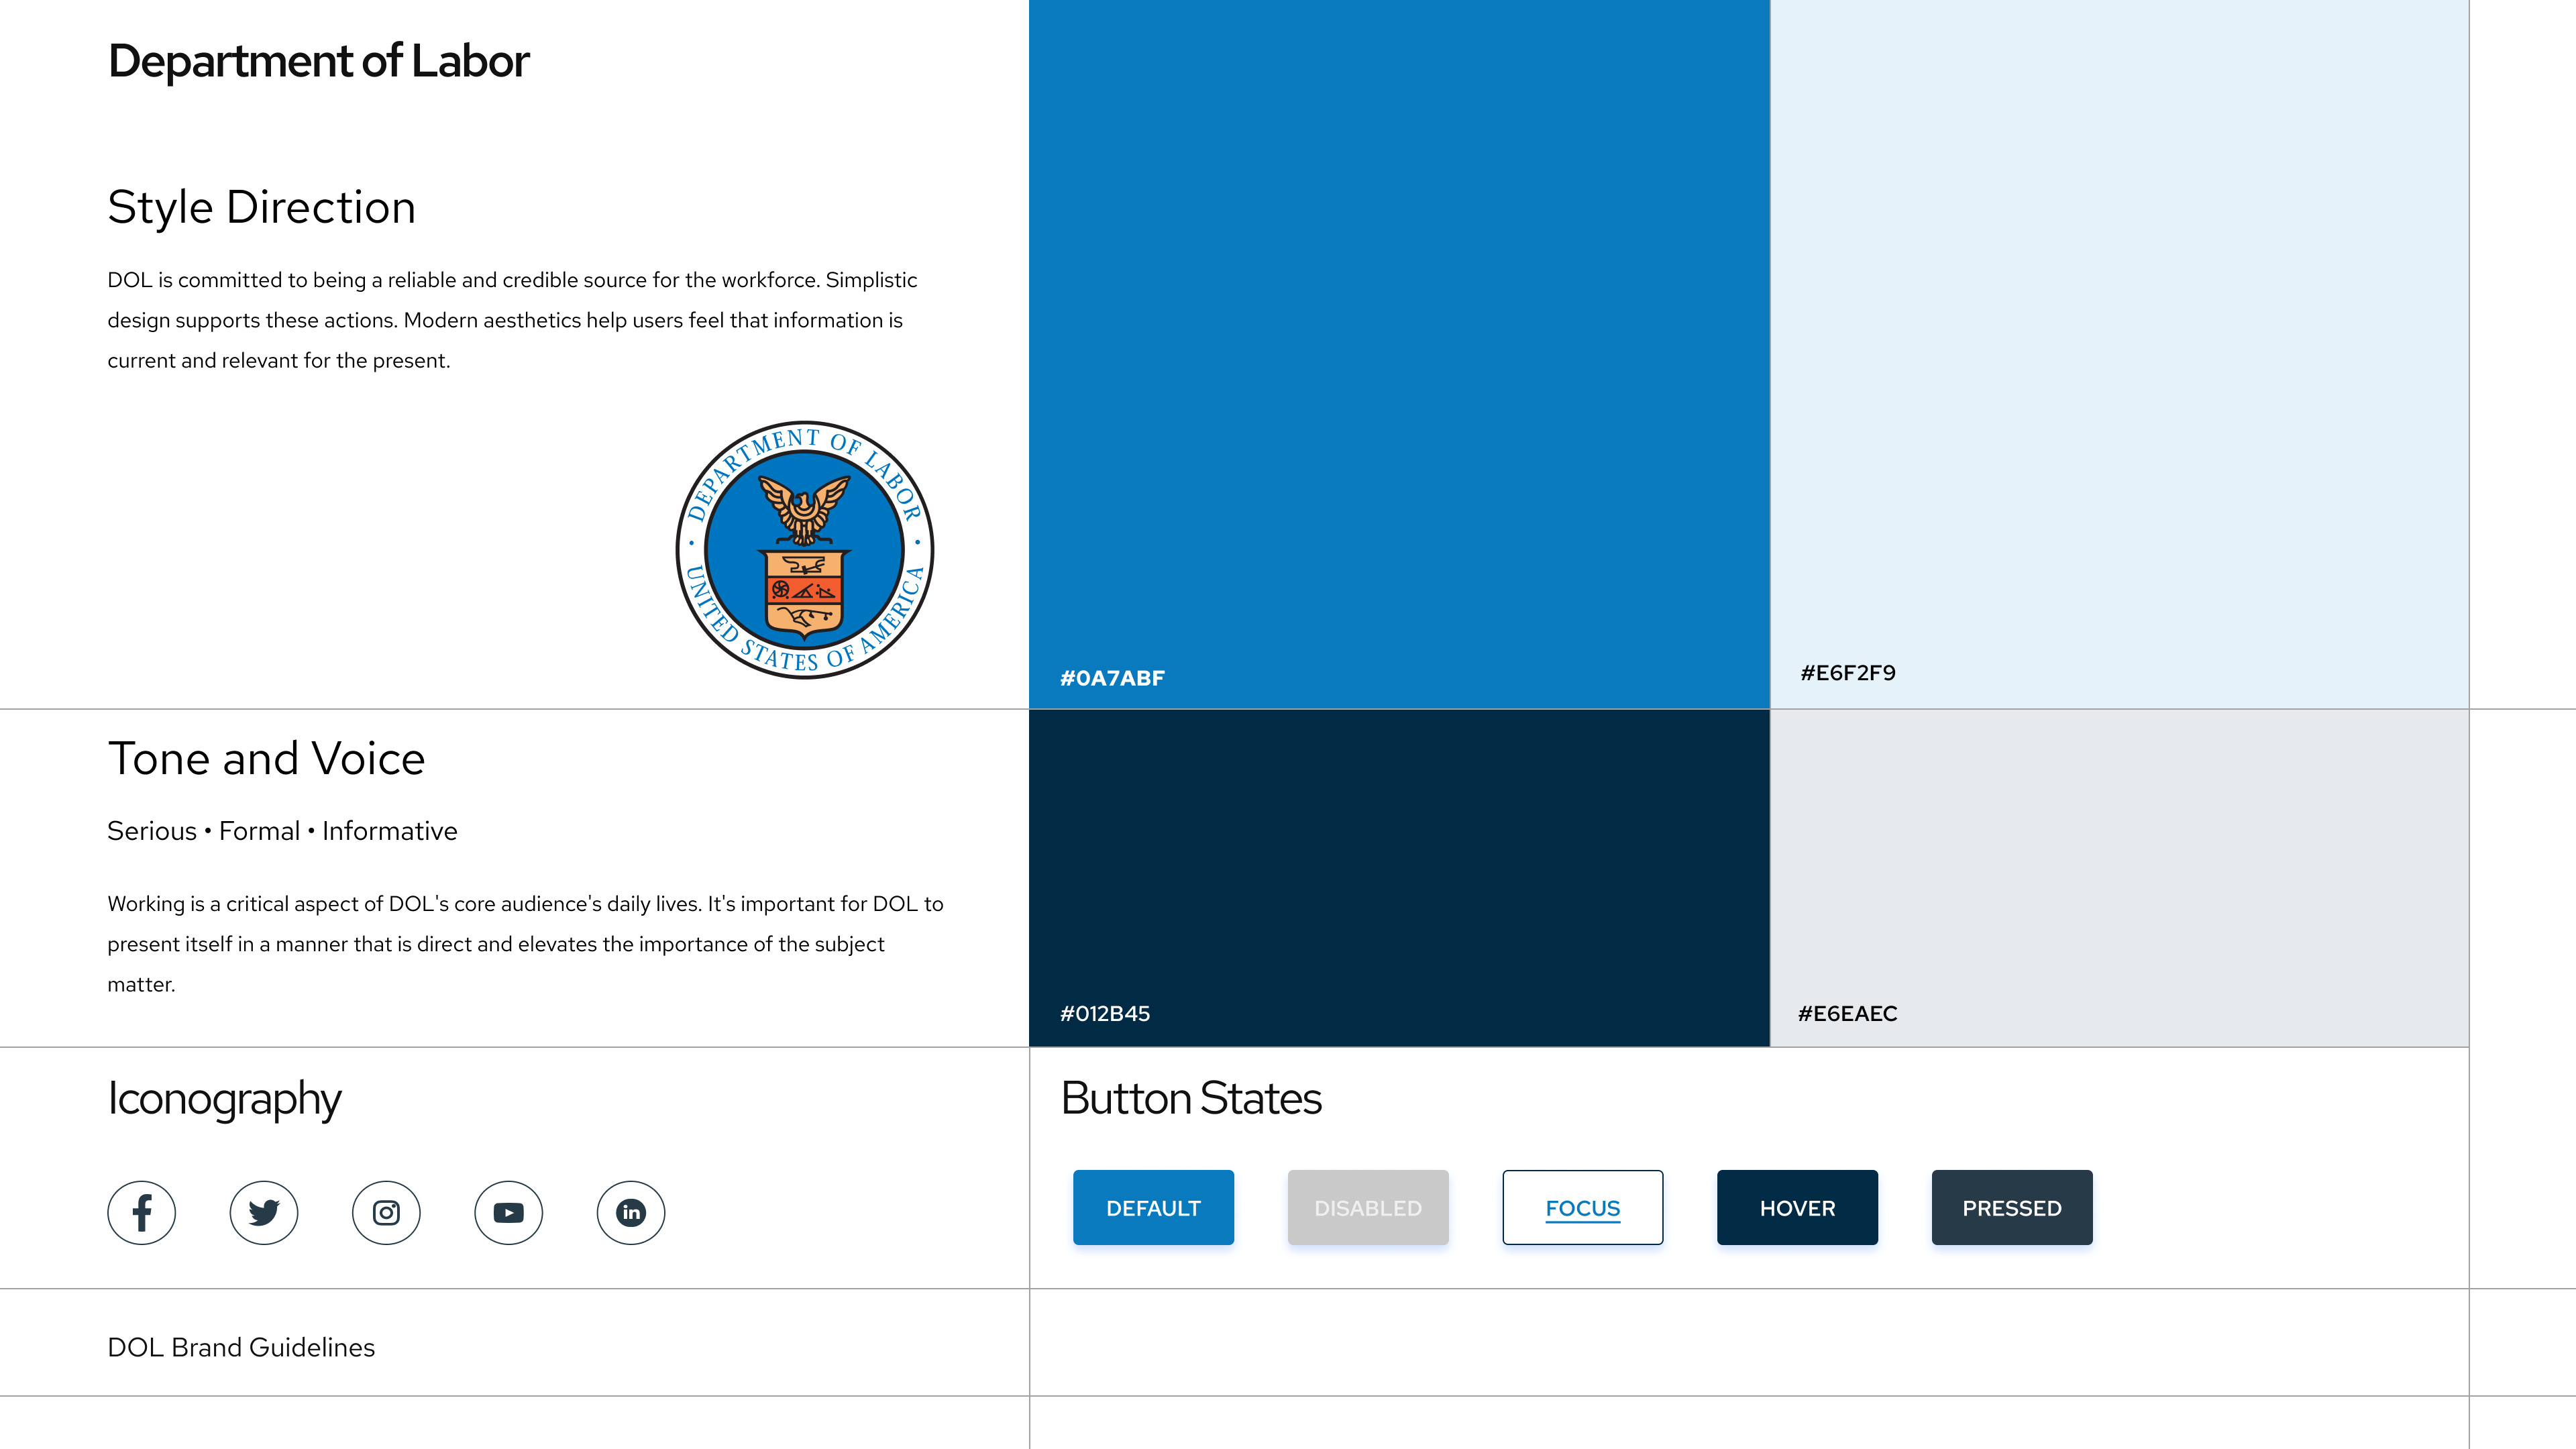 Department of Labor
Style Direction
DOL is committed to being a reliable and credible source for the workforce. Simplistic
design supports these actions. Modern aesthetics help users feel that information is
current and relevant for the present.
DEPARTMENT OF LABOR
UNITED STATES OF AMERICA
#0A7ABF
#E6F2F9
Tone and Voice
Serious • Formal • Informative
Working is a critical aspect of DOL's core audience's daily lives. It's important for DOL to
present itself in a manner that is direct and elevates the importance of the subject
matter.
#012B45
#E6EAEC
Iconography
in
Button States
DEFAULT
DISABLED
FOCUS
HOVER
PRESSED
DOL Brand Guidelines